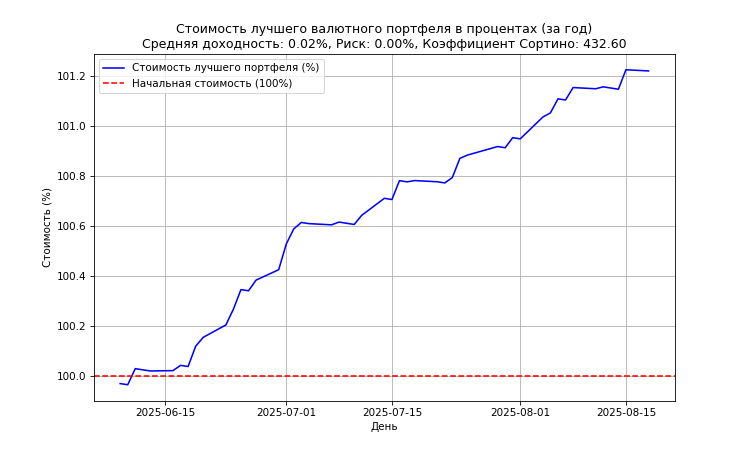 Стоимость лучшего валютного портфеля в процентах (за год)
Средняя доходность: 0.02%, Риск: 0.00%, Коэффициент Сортино: 432.60
Стоимость лучшего портфеля (%)
Начальная стоимость (100%)
Стоимость (%)
101.2
101.0
100.8
100.6
100.4
100.2
100.0
2025-06-15
2025-07-01
2025-07-15
2025-08-01
2025-08-15
День